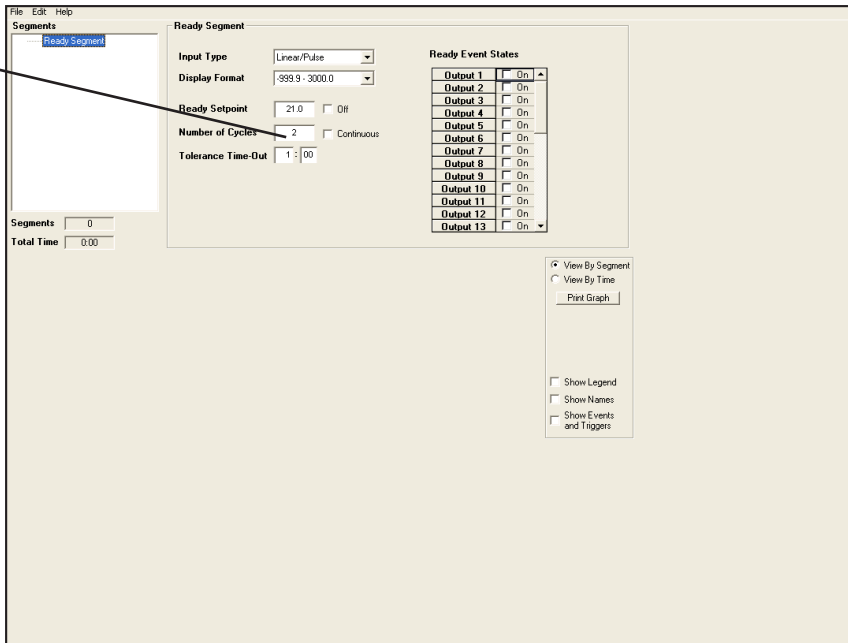 File Edit Help
Segments
Ready Segment
Segments 0
Total Time 0:00
Ready Segment
Input Type Linear/Pulse
Display Format -999.9 - 3000.0
Ready Setpoint 21.0 Off
Number of Cycles 2 Continuous
Tolerance Time-Out 1 : 00
Ready Event States
Output 1 On
Output 2 On
Output 3 On
Output 4 On
Output 5 On
Output 6 On
Output 7 On
Output 8 On
Output 9 On
Output 10 On
Output 11 On
Output 12 On
Output 13 On
View By Segment
View By Time
Print Graph
Show Legend
Show Names
Show Events
and Triggers